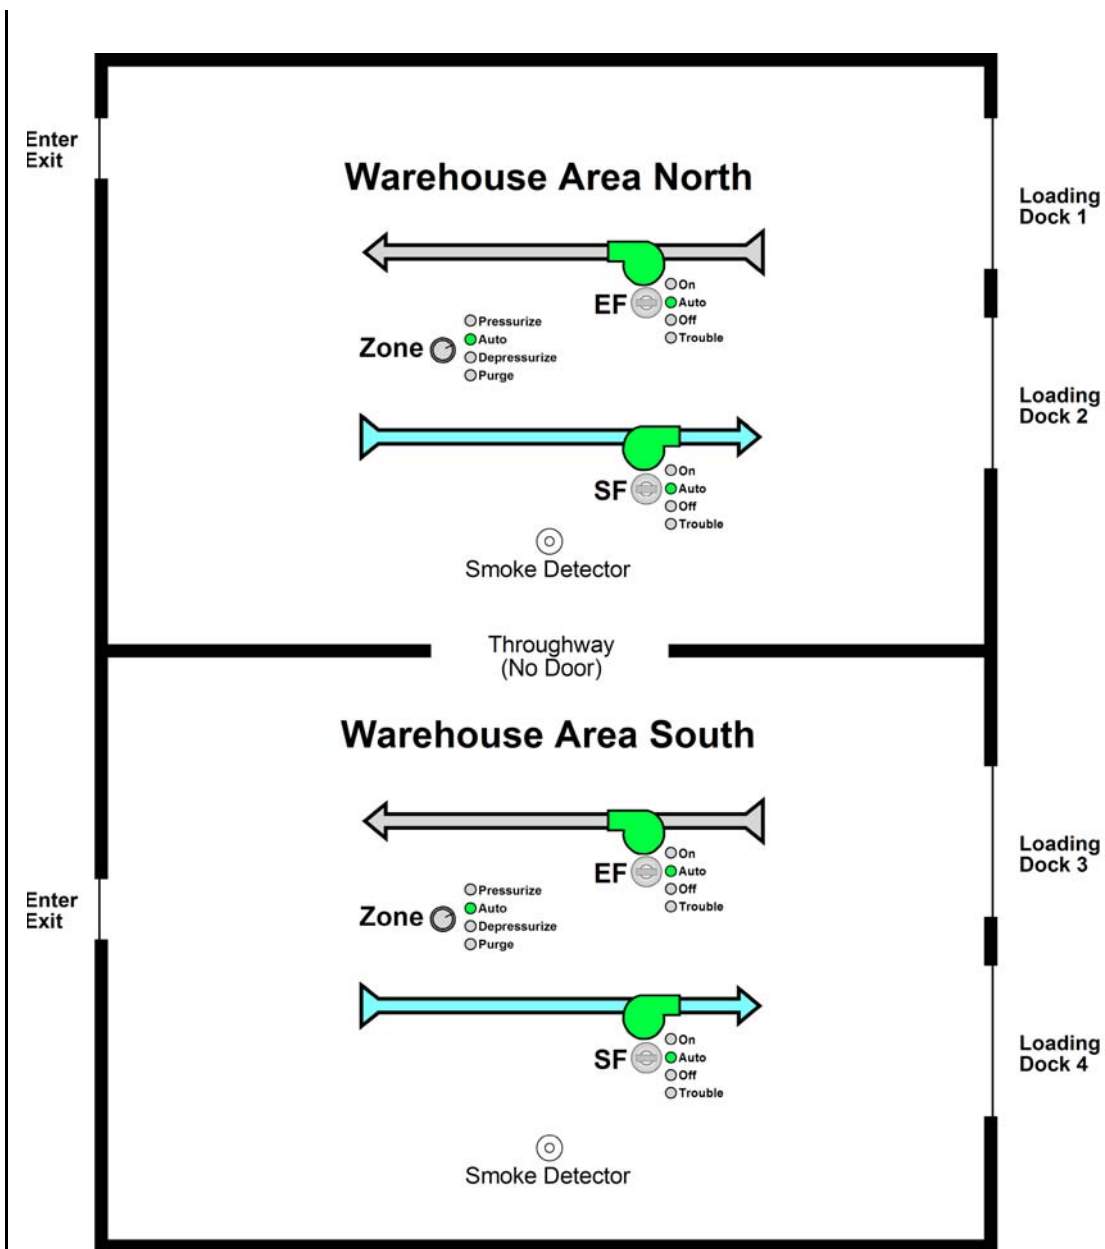 Enter
Exit
Warehouse Area North
Loading
Dock 1
On
EF
Auto
Off
Trouble
Pressurize
Zone
Auto
Depressurize
Purge
Loading
Dock 2
On
SF
Auto
Off
Trouble
Smoke Detector
Throughway
(No Door)
Warehouse Area South
On
EF
Auto
Off
Trouble
Loading
Dock 3
Enter
Exit
Pressurize
Zone
Auto
Depressurize
Purge
On
SF
Auto
Off
Trouble
Loading
Dock 4
Smoke Detector